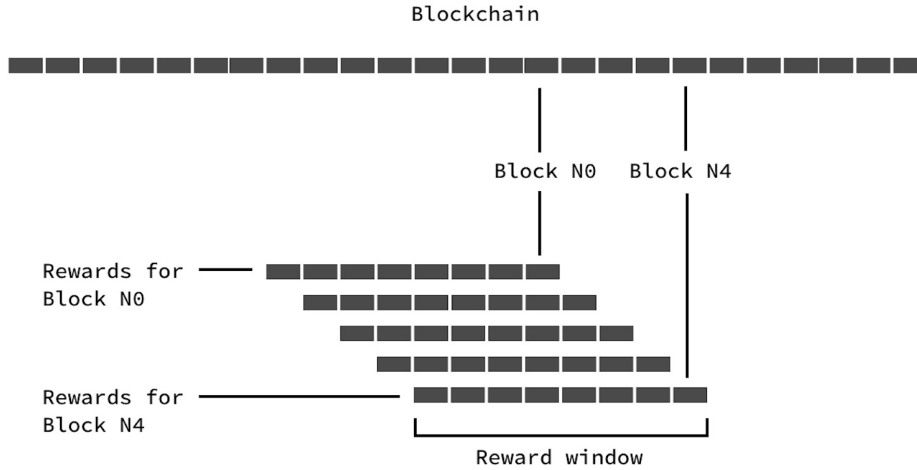 Blockchain
Block N0
Block N4
Rewards for
Block N0
Rewards for
Block N4
Reward window